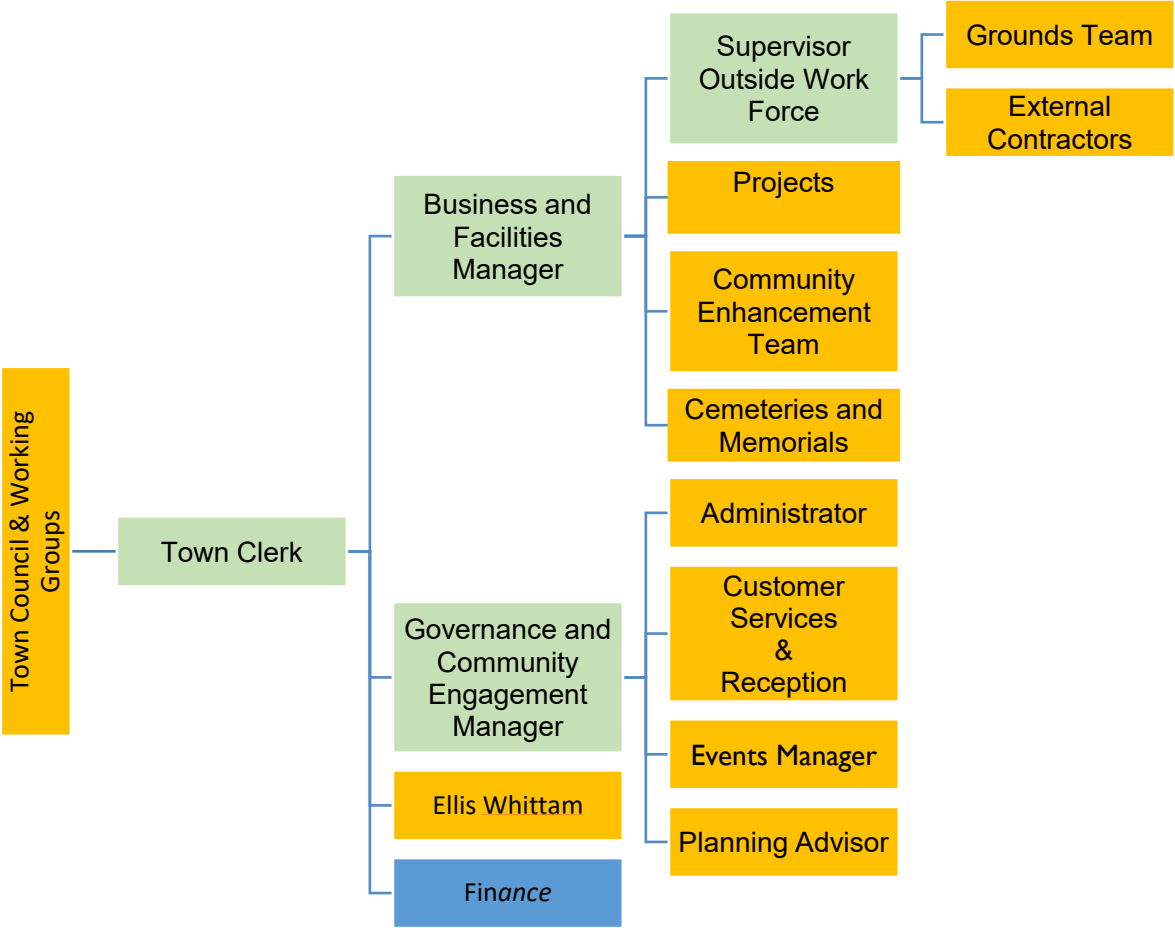 Town Council & Working
Groups
Town Clerk
Business and
Facilities
Manager
Supervisor
Outside Work
Force
Grounds Team
External
Contractors
Projects
Community
Enhancement
Team
Cemeteries and
Memorials
Governance and
Community
Engagement
Manager
Administrator
Customer
Services
&
Reception
Events Manager
Planning Advisor
Ellis Whittam
Finance